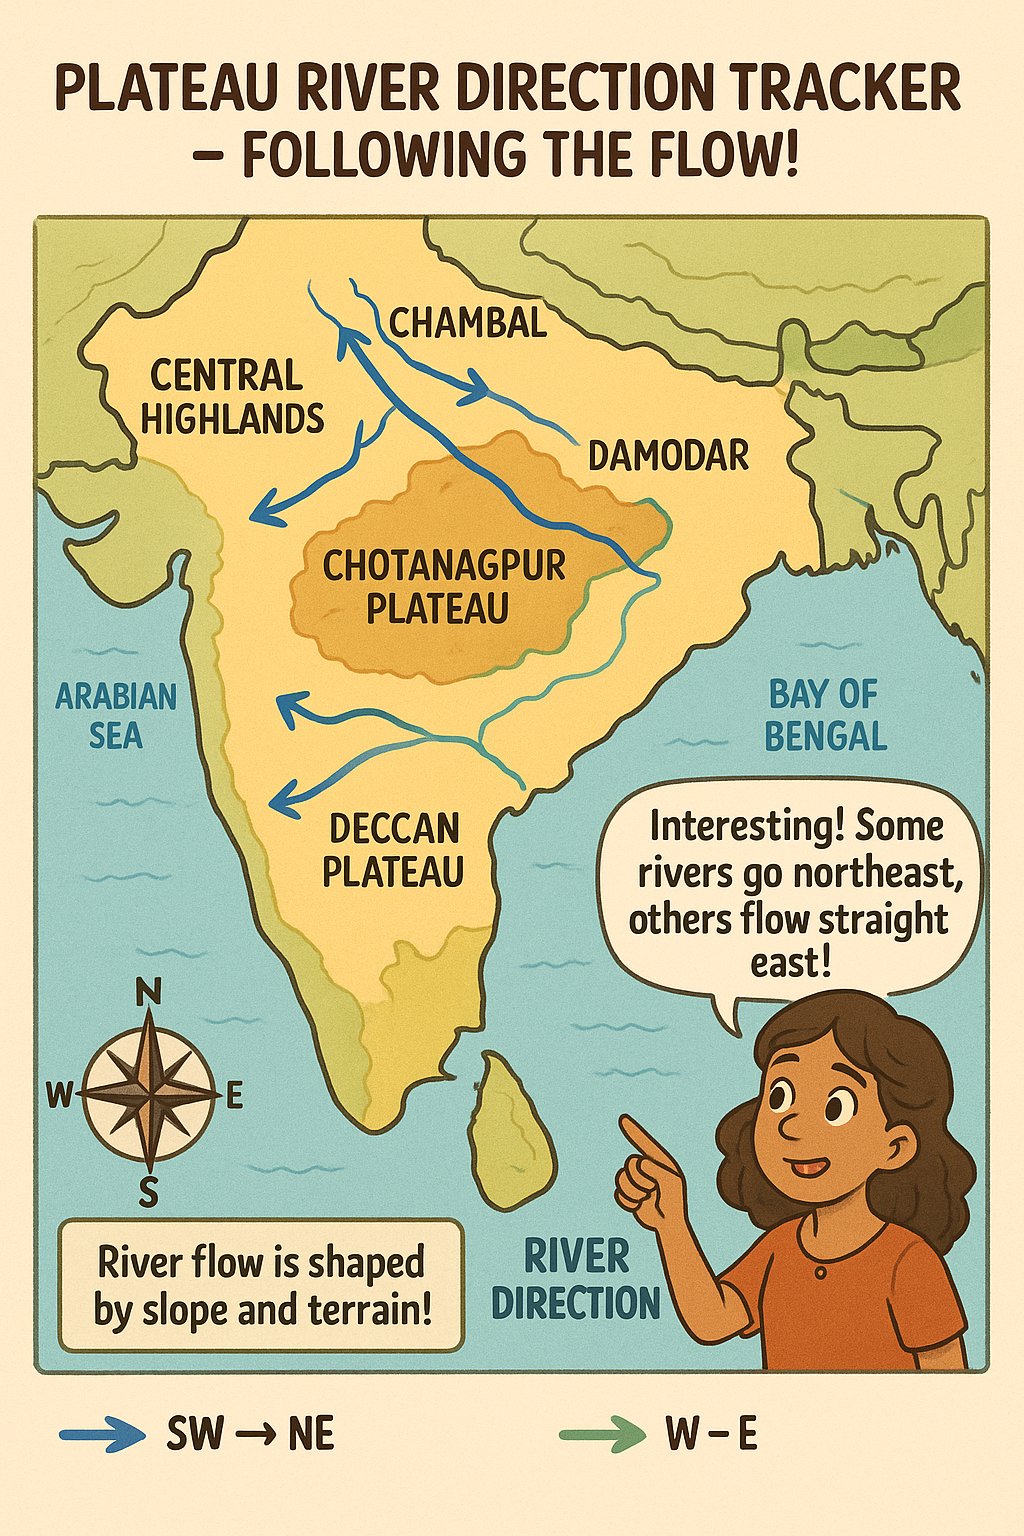 PLATEAU RIVER DIRECTION TRACKER
– FOLLOWING THE FLOW!
CHAMBAL
CENTRAL
HIGHLANDS
DAMODAR
CHOTANAGPUR
PLATEAU
ARABIAN
SEA
BAY OF
BENGAL
DECCAN
PLATEAU
Interesting! Some
rivers go northeast,
others flow straight
east!
N
W
E
S
River flow is shaped
by slope and terrain!
RIVER
DIRECTION
SW → NE
W – E